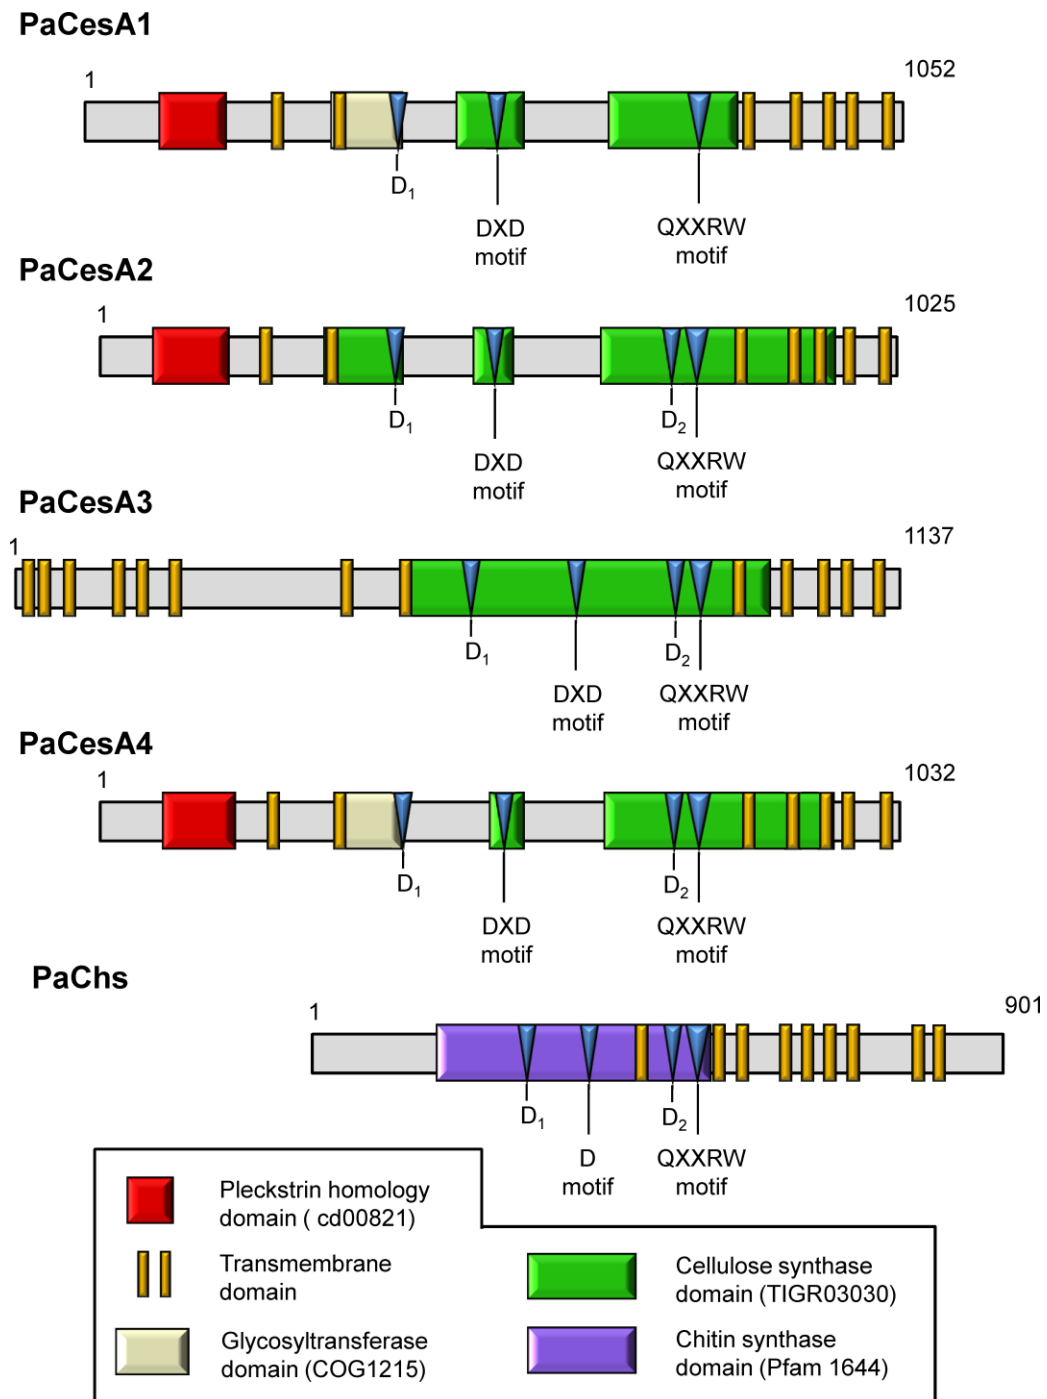 PaCesA1
1
1052
D1
DXD
motif
QXXRW
motif
PaCesA2
1
1025
D1
D2
DXD
motif
QXXRW
motif
PaCesA3
1
1137
D1
D2
DXD
motif
QXXRW
motif
PaCesA4
1
1032
D1
D2
DXD
motif
QXXRW
motif
PaChs
1
901
D1
D2
D
motif
QXXRW
motif
Pleckstrin homology
domain ( cd00821)
Transmembrane
domain
Glycosyltransferase
domain (COG1215)
Cellulose synthase
domain (TIGR03030)
Chitin synthase
domain (Pfam 1644)